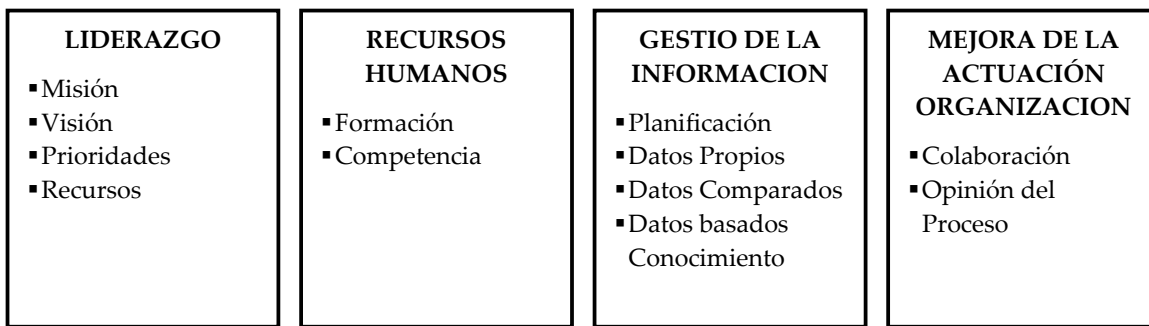 LIDERAZGO
▪Misión
▪Visión
▪Prioridades
▪Recursos
RECURSOS
HUMANOS
▪Formación
▪Competencia
GESTIO DE LA
INFORMACION
▪Planificación
▪Datos Propios
▪Datos Comparados
▪Datos basados
Conocimiento
MEJORA DE LA
ACTUACIÓN
ORGANIZACION
▪Colaboración
▪Opinión del
Proceso